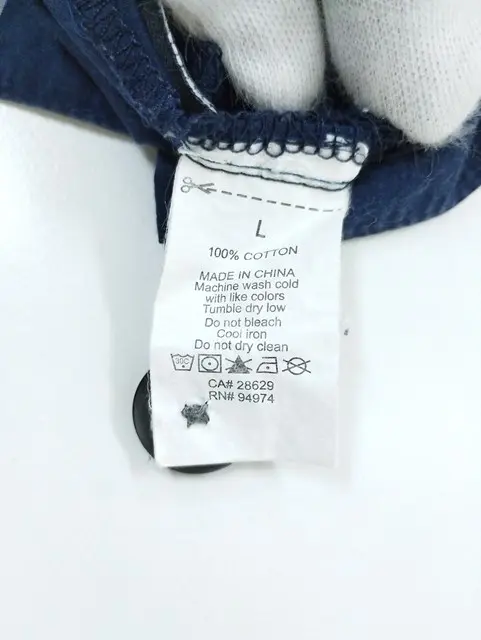 L
100% COTTON
MADE IN CHINA
Machine wash cold
with like colors
Tumble dry low
Do not bleach
Cool iron
Do not dry clean
30C
CA# 28629
RN# 94974